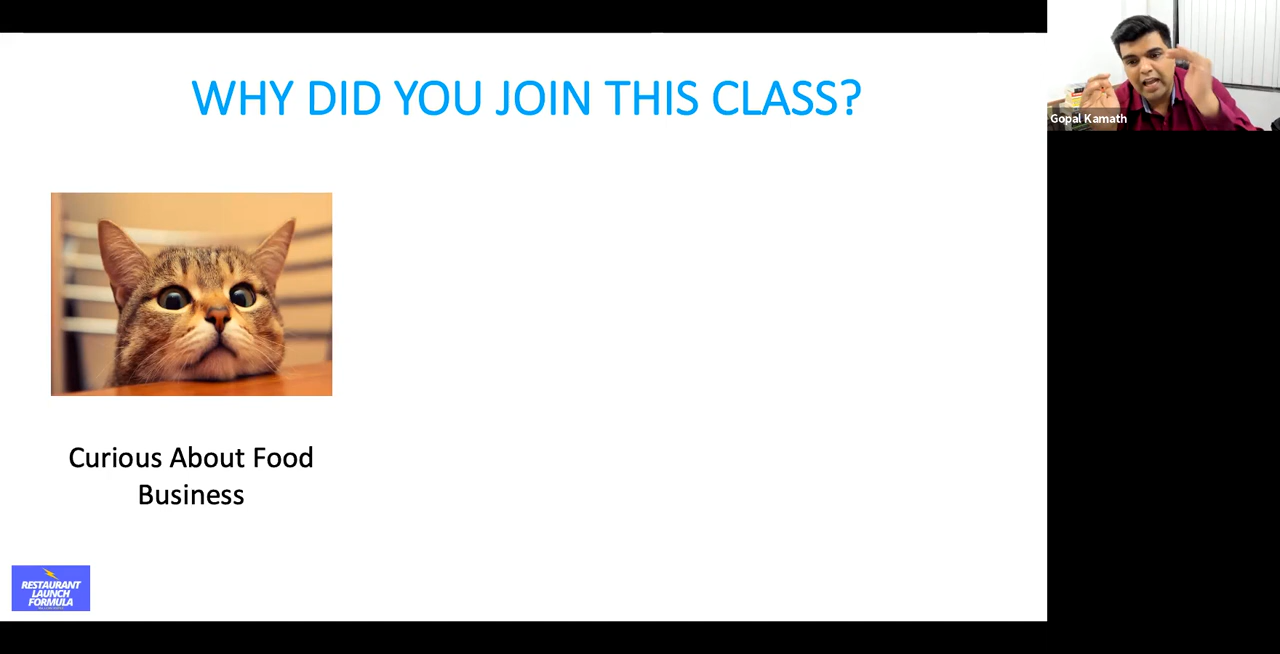 WHY DID YOU JOIN THIS CLASS?
Gopal Kamath
Curious About Food
Business
RESTAURANT
LAUNCH
FORMULA